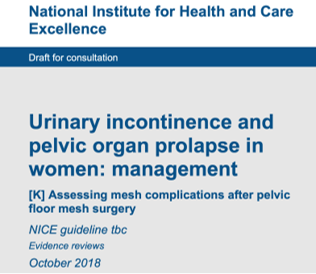 National Institute for Health and Care
Excellence
Draft for consultation
Urinary incontinence and
pelvic organ prolapse in
women: management
[K] Assessing mesh complications after pelvic
floor mesh surgery
NICE guideline tbc
Evidence reviews
October 2018